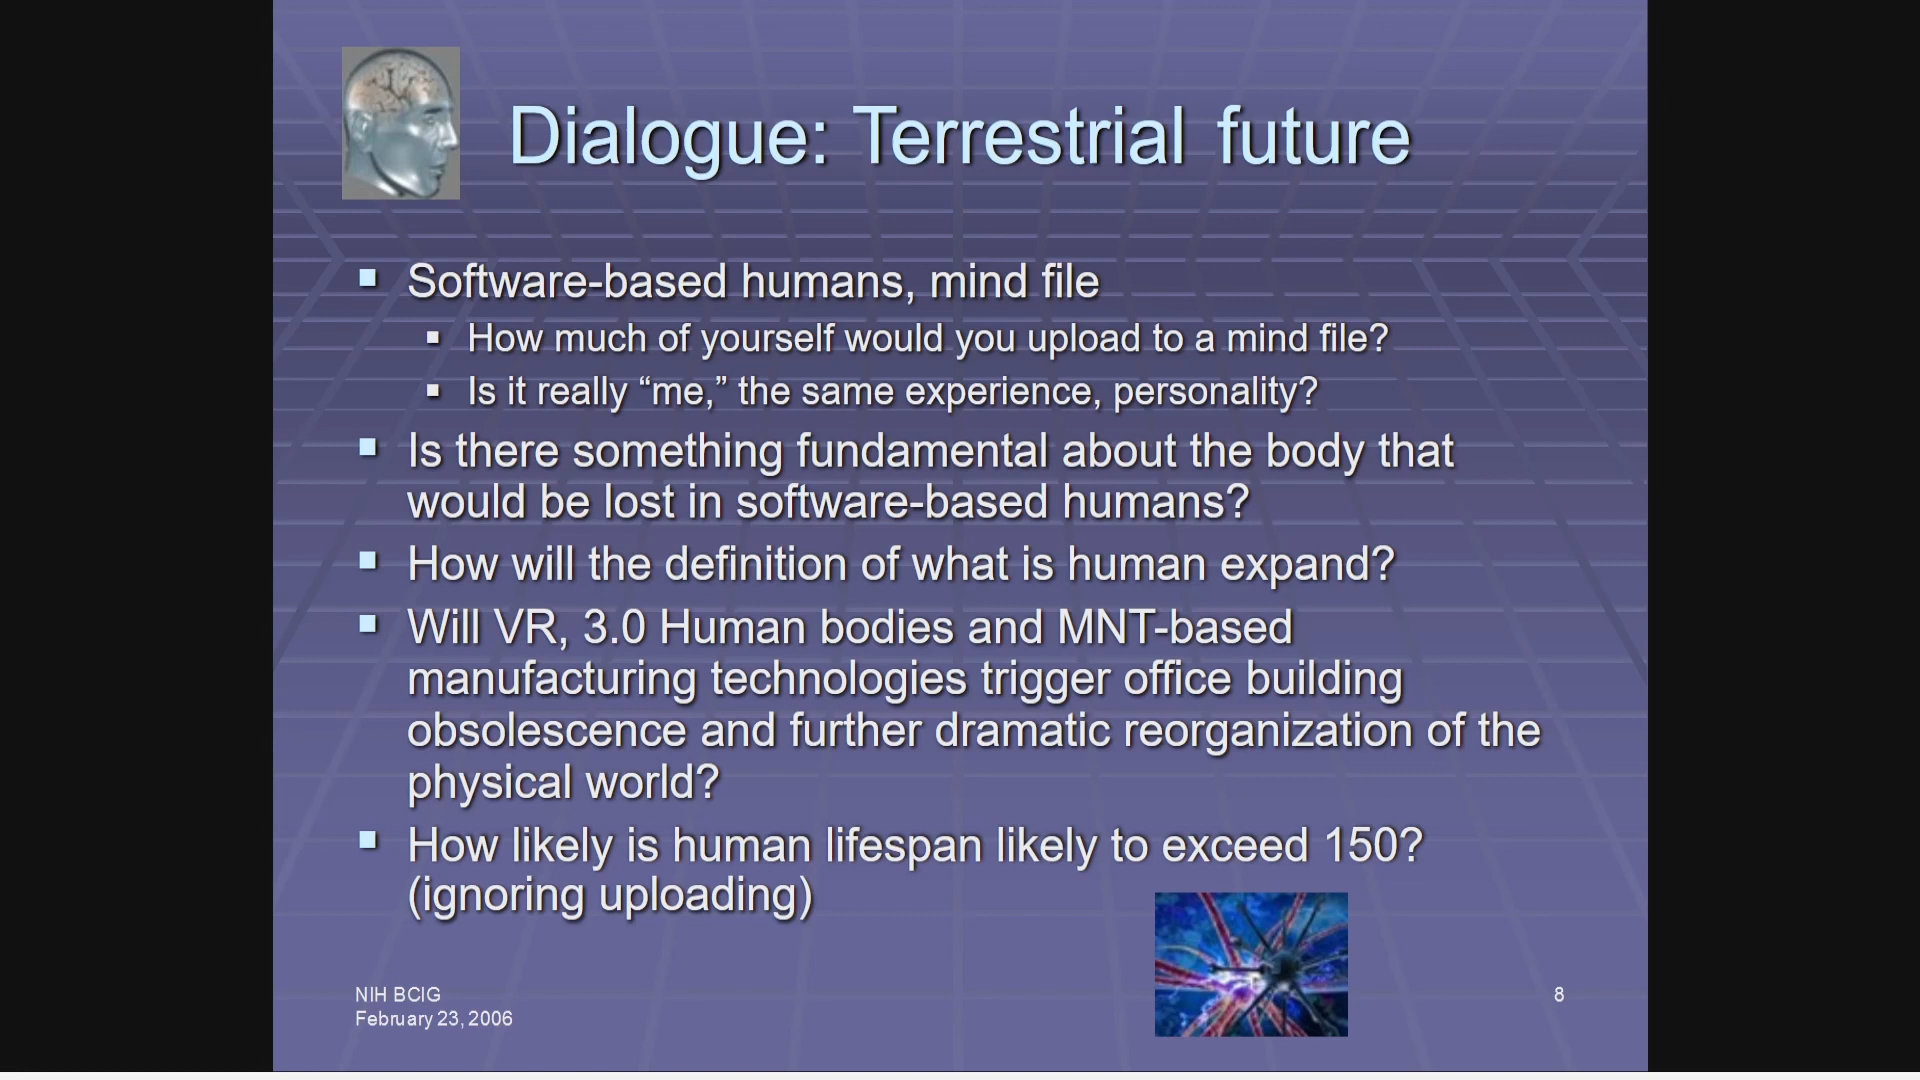 Dialogue: Terrestrial future
Software-based humans, mind file
How much of yourself would you upload to a mind file?
Is it really “me,” the same experience, personality?
Is there something fundamental about the body that
would be lost in software-based humans?
How will the definition of what is human expand?
Will VR, 3.0 Human bodies and MNT-based
manufacturing technologies trigger office building
obsolescence and further dramatic reorganization of the
physical world?
How likely is human lifespan likely to exceed 150?
(ignoring uploading)
NIH BCIG
February 23, 2006
8